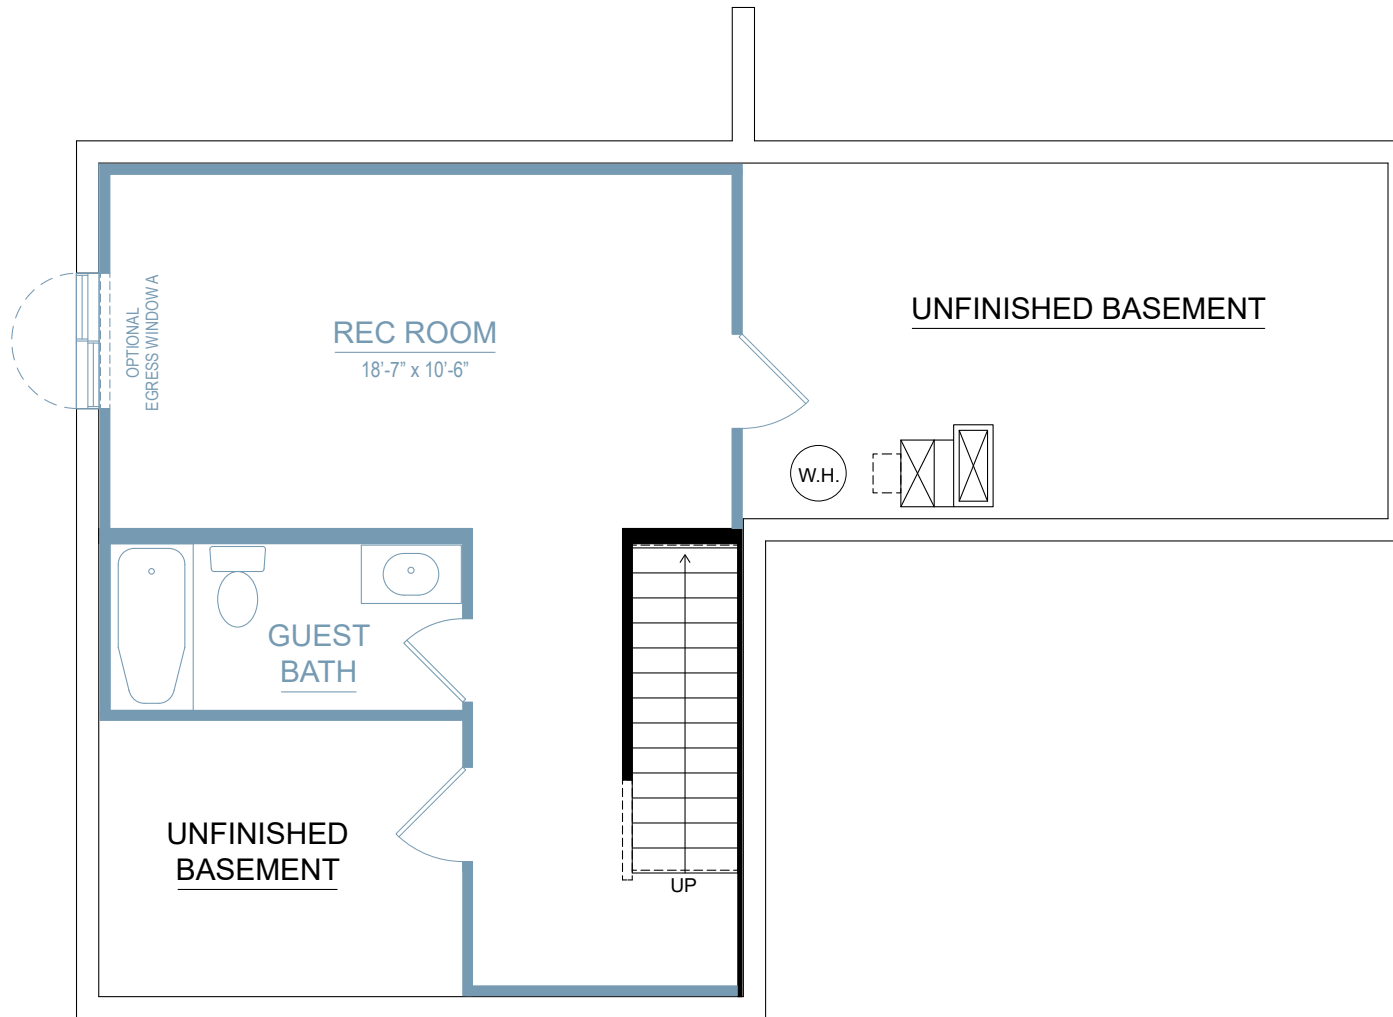 UNFINISHED BASEMENT
OPTIONAL
EGRESS WINDOW A
REC ROOM
18’-7” x 10’-6”
W.H.
GUEST
BATH
UNFINISHED
BASEMENT
UP